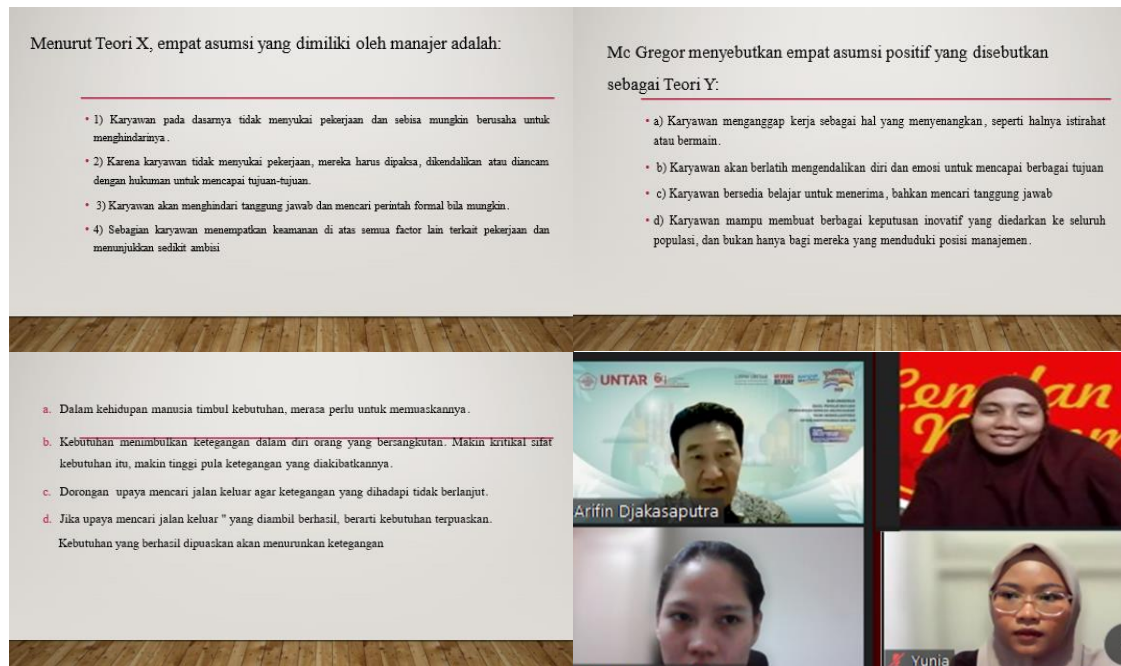 Menurut Teori X, empat asumsi yang dimiliki oleh manajer adalah:
• 1) Karyawan pada dasarnya tidak menyukai pekerjaan dan sebisa mungkin berusaha untuk
menghindarinya.
• 2) Karena karyawan tidak menyukai pekerjaan, mereka harus dipaksa, dikendalikan atau diancam
dengan hukuman untuk mencapai tujuan-tujuan.
• 3) Karyawan akan menghindari tanggung jawab dan mencari perintah formal bila mungkin.
• 4) Sebagian karyawan menempatkan keamanan di atas semua factor lain terkait pekerjaan dan
menunjukkan sedikit ambisi
Mc Gregor menyebutkan empat asumsi positif yang disebutkan
sebagai Teori Y:
• a) Karyawan menganggap kerja sebagai hal yang menyenangkan, seperti halnya istirahat
atau bermain.
• b) Karyawan akan berlatih mengendalikan diri dan emosi untuk mencapai berbagai tujuan
• c) Karyawan bersedia belajar untuk menerima, bahkan mencari tanggung jawab
• d) Karyawan mampu membuat berbagai keputusan inovatif yang diedarkan ke seluruh
populasi, dan bukan hanya bagi mereka yang menduduki posisi manajemen.
a. Dalam kehidupan manusia timbul kebutuhan, merasa perlu untuk memuaskannya.
b. Kebutuhan menimbulkan ketegangan dalam diri orang yang bersangkutan. Makin kritikal sifat
kebutuhan itu, makin tinggi pula ketegangan yang diakibatkannya.
c. Dorongan upaya mencari jalan keluar agar ketegangan yang dihadapi tidak berlanjut.
d. Jika upaya mencari jalan keluar " yang diambil berhasil, berarti kebutuhan terpuaskan.
Kebutuhan yang berhasil dipuaskan akan menurunkan ketegangan
UNTAR
Arifin Djakasaputra
Yunia